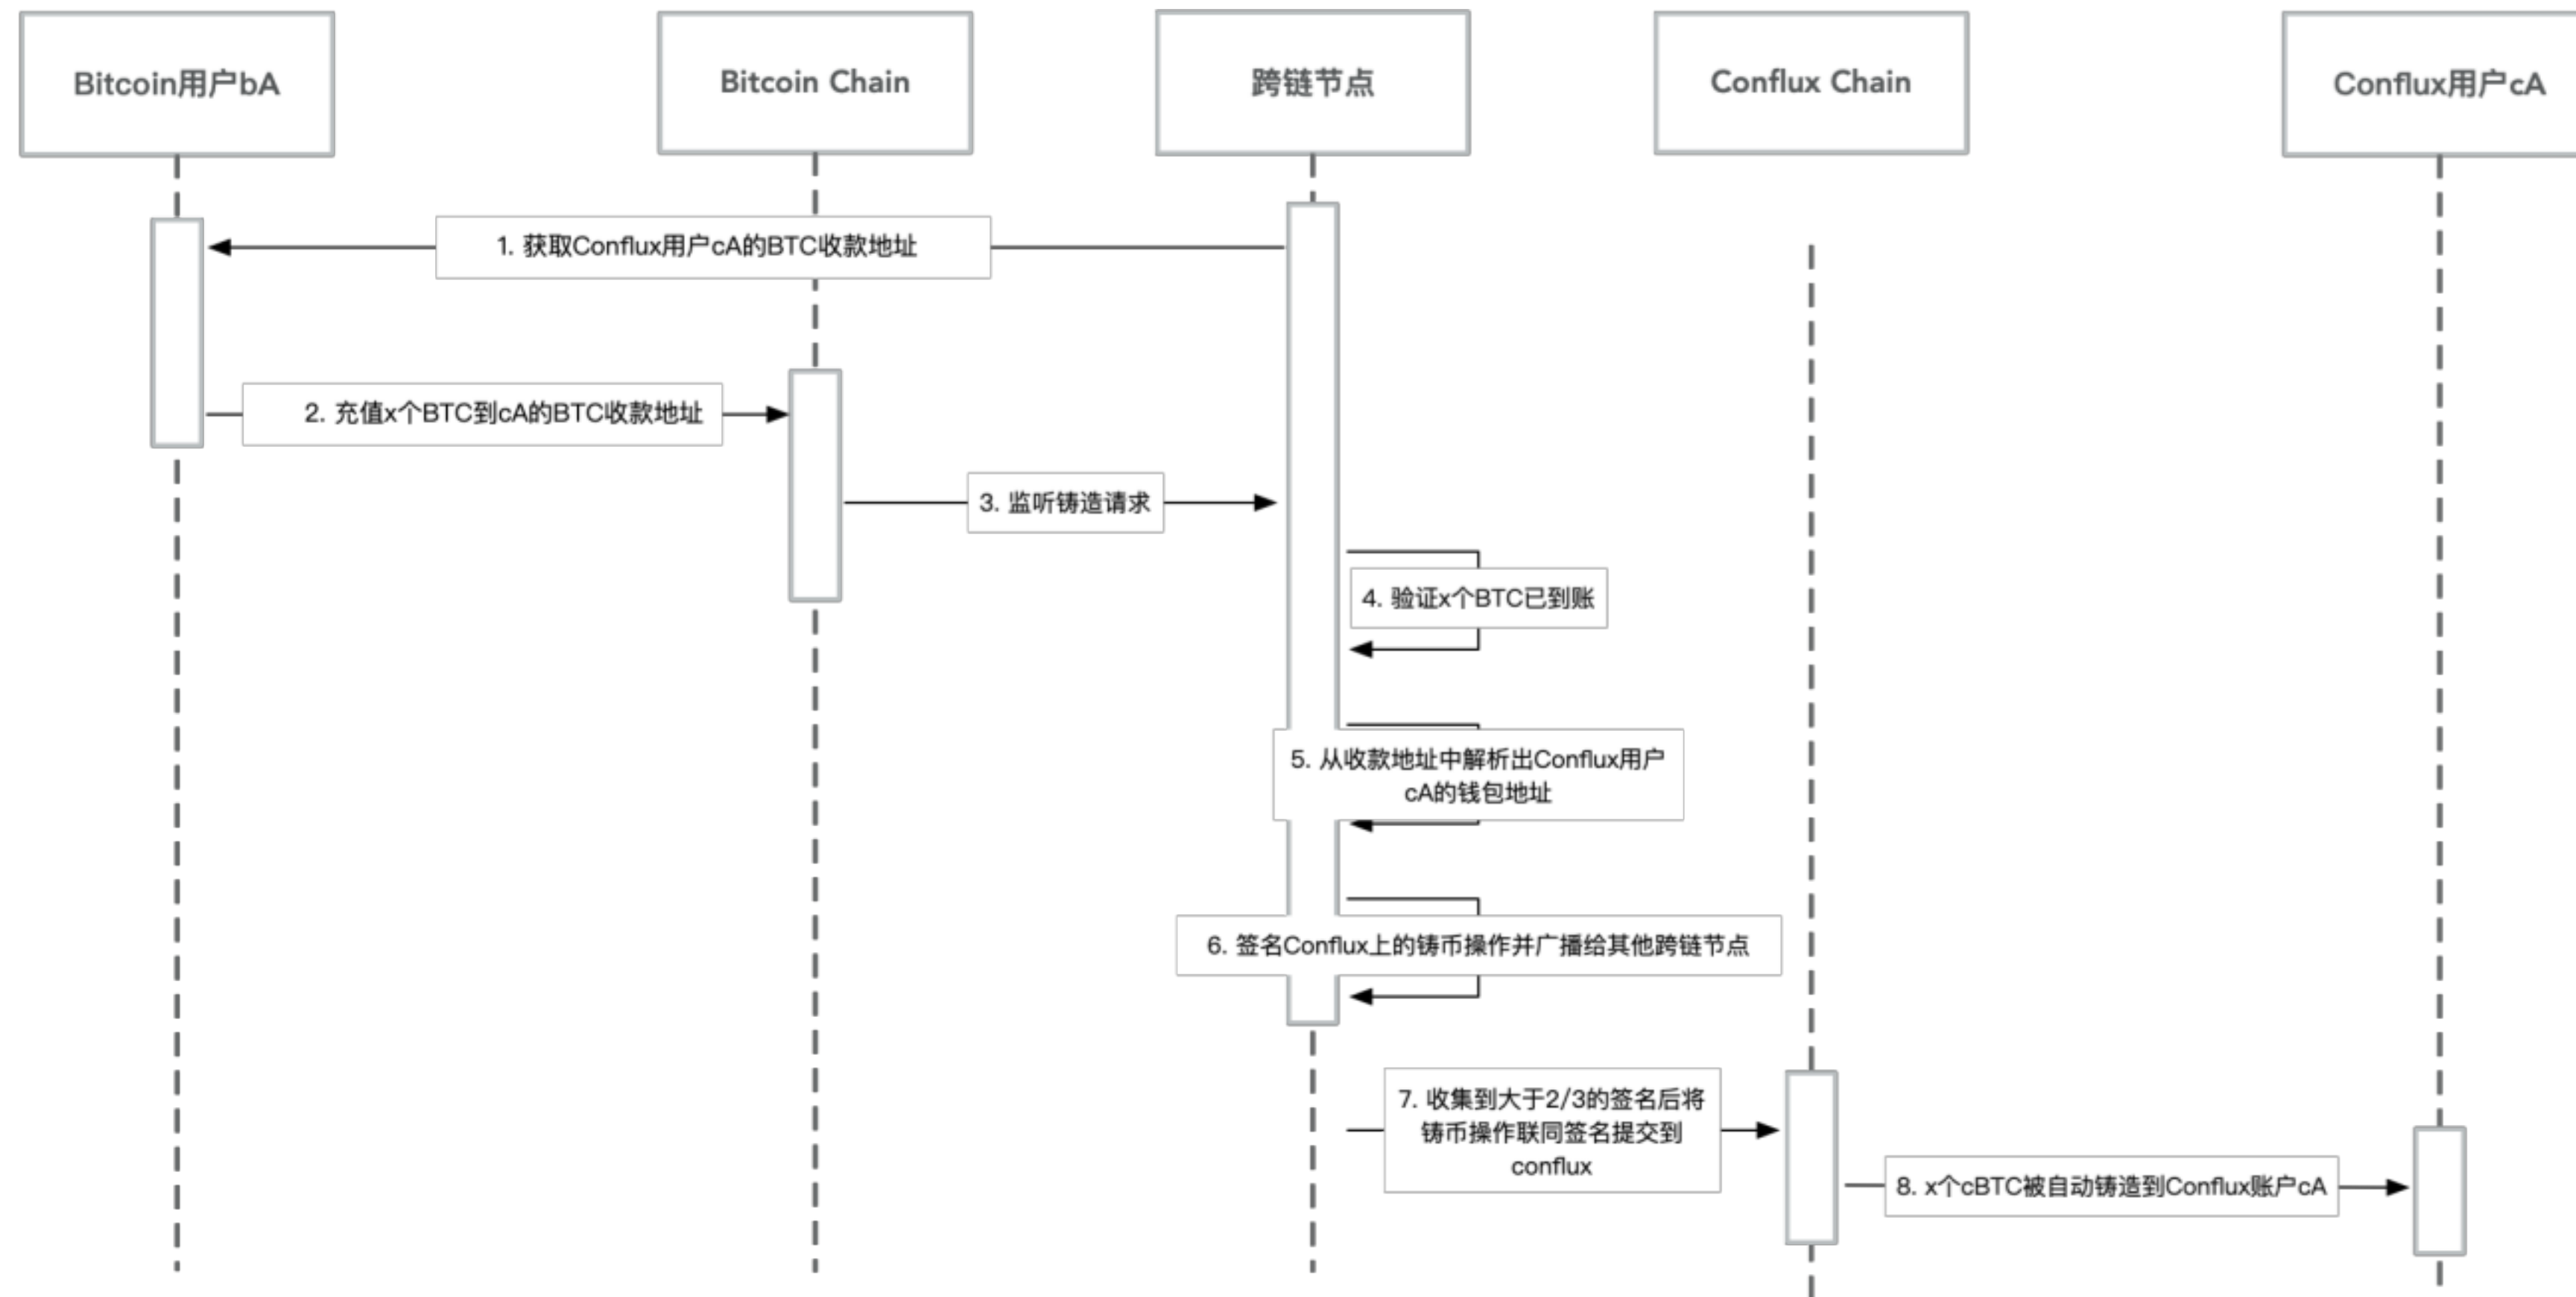 Bitcoin用户bA
Bitcoin Chain
跨链节点
Conflux Chain
Conflux用户cA
1. 获取Conflux用户cA的BTC收款地址
2. 充值x个BTC到cA的BTC收款地址
3. 监听铸造请求
4. 验证x个BTC已到账
5. 从收款地址中解析出Conflux用户
cA的钱包地址
6. 签名Conflux上的铸币操作并广播给其他跨链节点
7. 收集到大于2/3的签名后将
铸币操作联同签名提交到
conflux
8. x个cBTC被自动铸造到Conflux账户cA